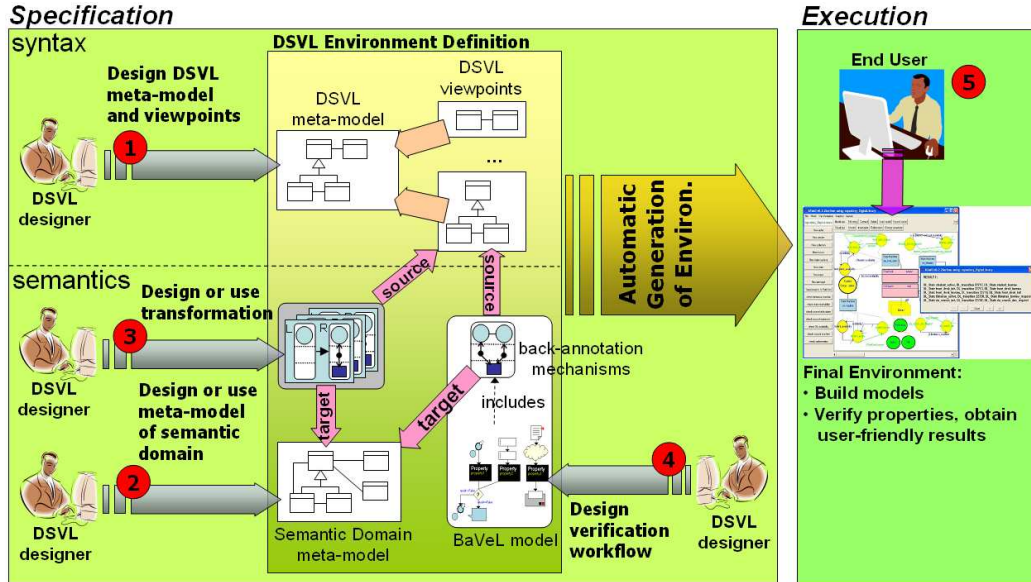 Specification
Execution
syntax
DSVL Environment Definition
Design DSVL
meta-model
and viewpoints
DSVL
meta-model
DSVL
viewpoints
...
1
DSVL
designer
End User
5
Automatic
Generation
of Environ.
semantics
Design or use
transformation
source
source
3
DSVL
designer
back-annotation
mechanisms
target
target
includes
Design or use
meta-model
of semantic
domain
2
DSVL
designer
Semantic Domain
meta-model
Property
Property
Property
BaVeL model
4
Design
verification
workflow
DSVL
designer
Final Environment:
• Build models
• Verify properties, obtain
user-friendly results